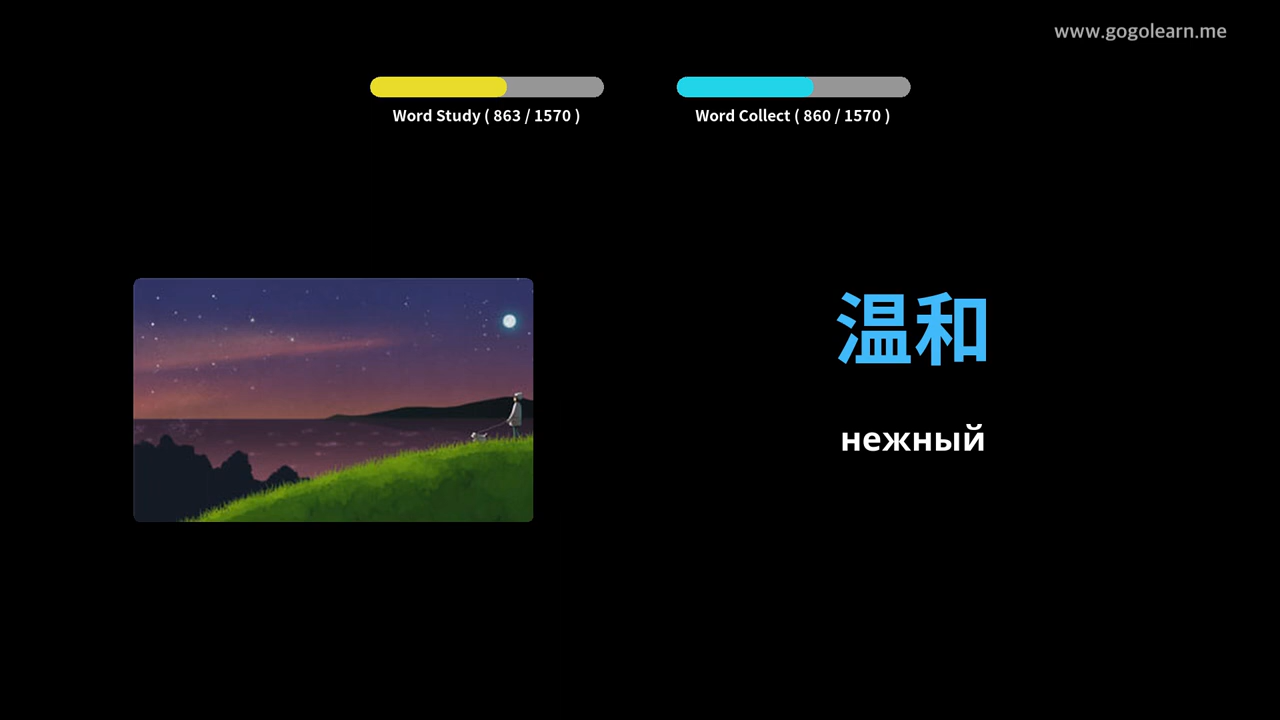 www.gogolearn.me
Word Study ( 863 / 1570 )
Word Collect ( 860 / 1570 )
温和
нежный